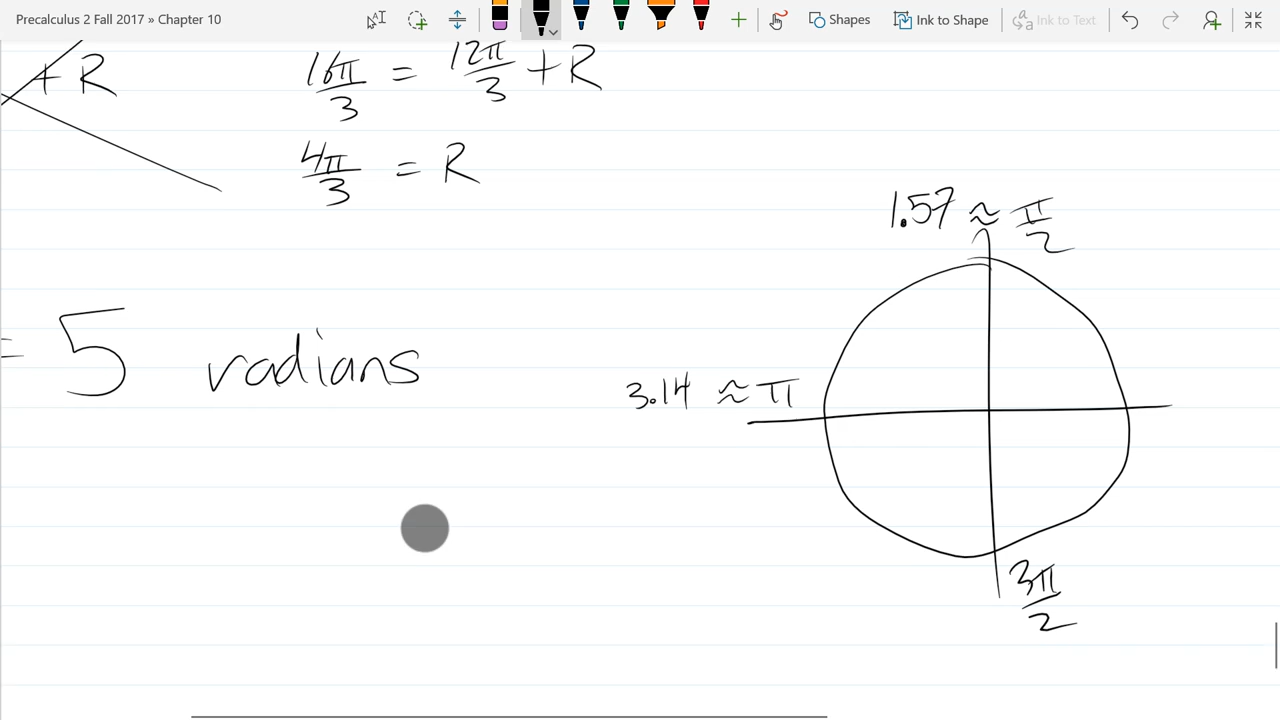 Precalculus 2 Fall 2017 » Chapter 10
Shapes
Ink to Shape
Ink to Text
+ R
16π/3 = 12π/3 + R
4π/3 = R
1.57 ≈ π/2
= 5 radians
3.14 ≈ π
3π/2